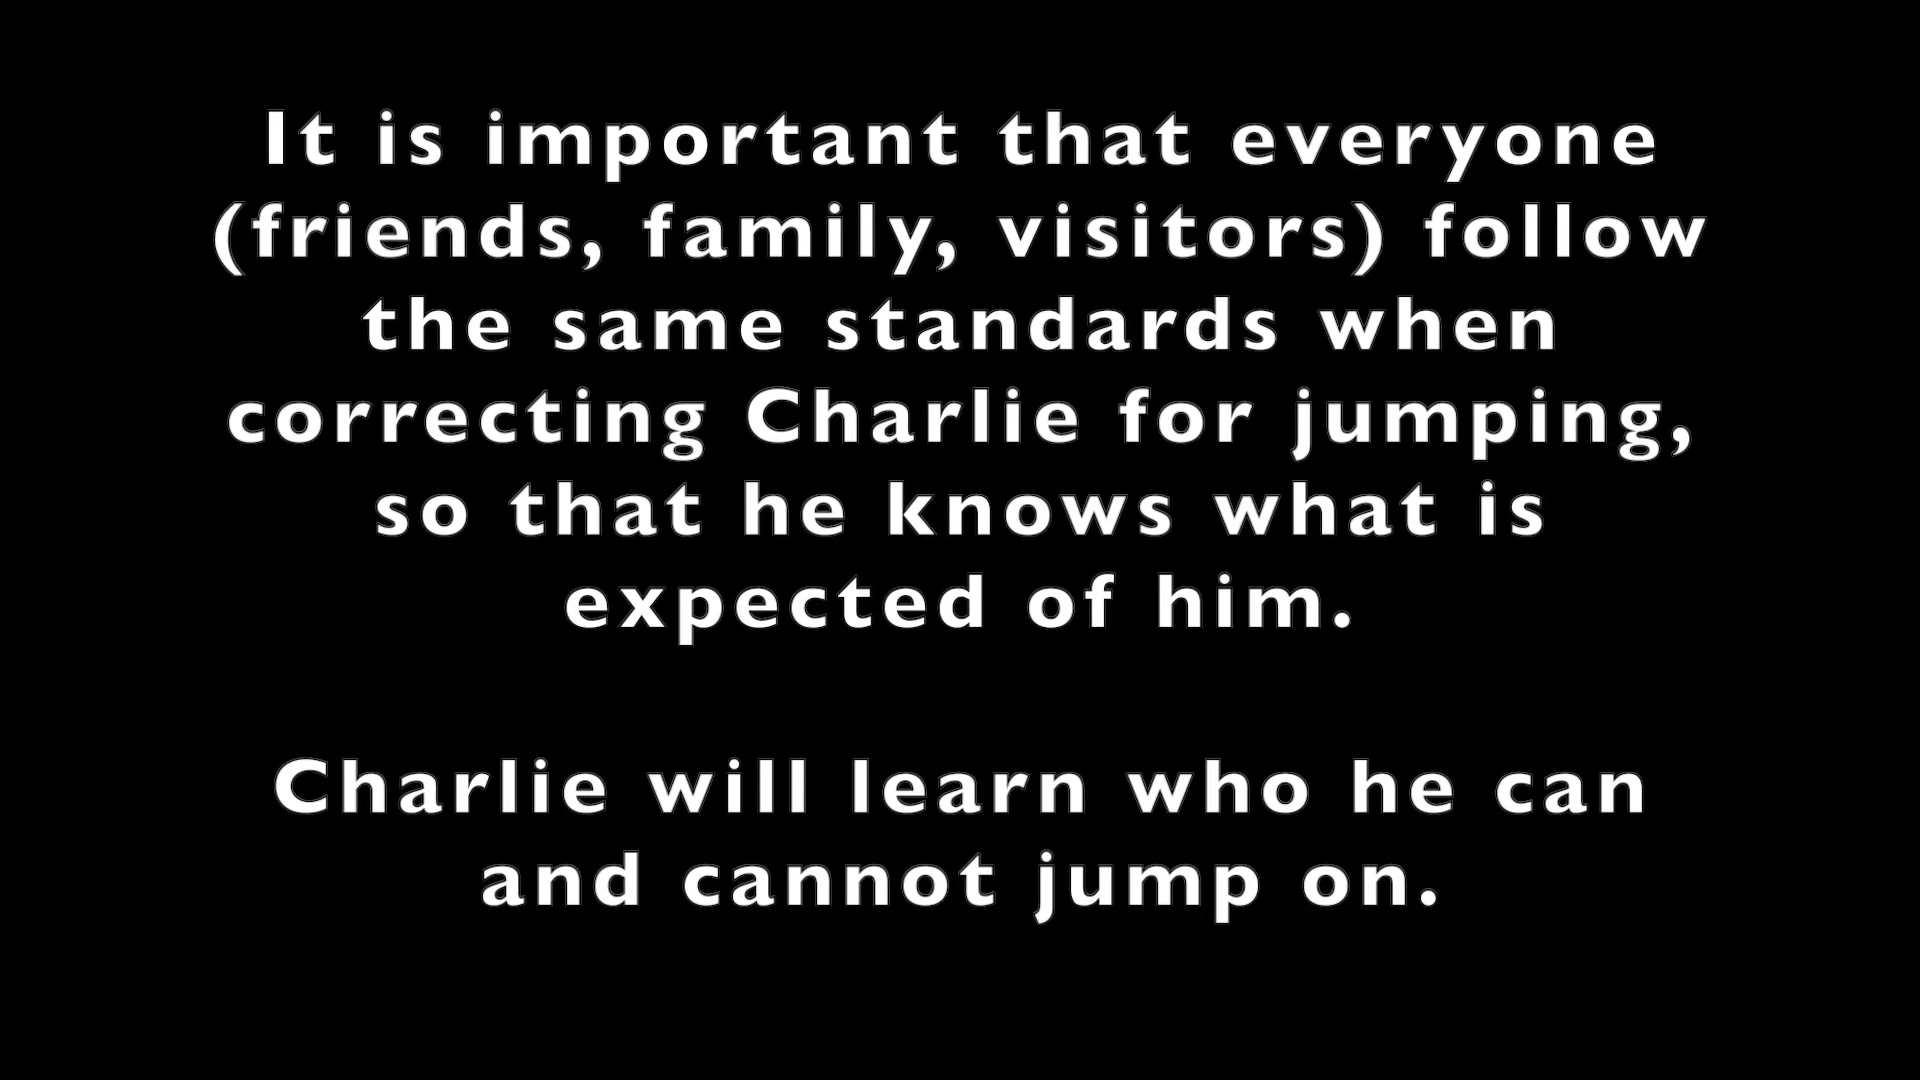 It is important that everyone
(friends, family, visitors) follow
the same standards when
correcting Charlie for jumping,
so that he knows what is
expected of him.
Charlie will learn who he can
and cannot jump on.